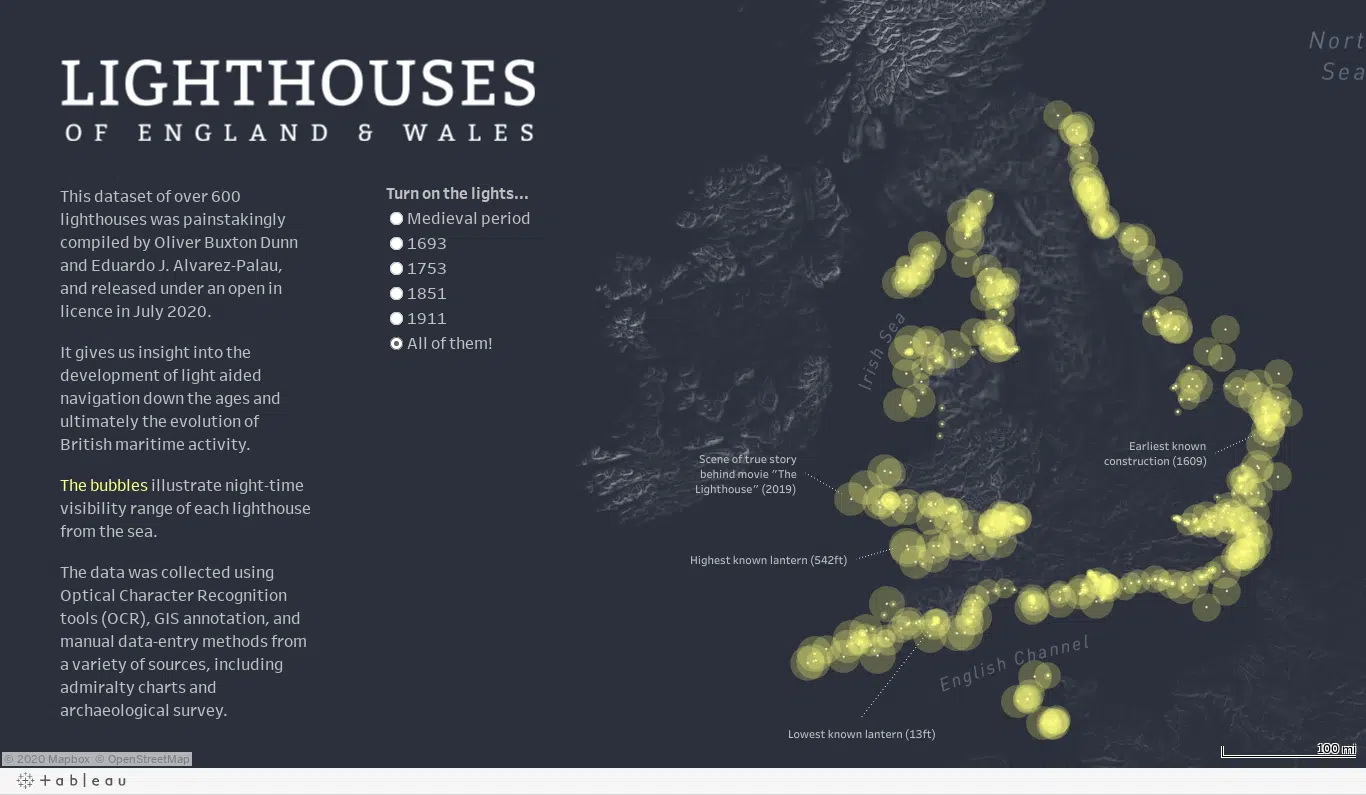 LIGHTHOUSES
OF ENGLAND & WALES
This dataset of over 600
lighthouses was painstakingly
compiled by Oliver Buxton Dunn
and Eduardo J. Alvarez-Palau,
and released under an open in
licence in July 2020.
It gives us insight into the
development of light aided
navigation down the ages and
ultimately the evolution of
British maritime activity.
The bubbles illustrate night-time
visibility range of each lighthouse
from the sea.
The data was collected using
Optical Character Recognition
tools (OCR), GIS annotation, and
manual data-entry methods from
a variety of sources, including
admiralty charts and
archaeological survey.
Turn on the lights...
Medieval period
1693
1753
1851
1911
All of them!
Nort
Sea
Irish Sea
Earliest known
construction (1609)
Scene of true story
behind movie "The
Lighthouse" (2019)
Highest known lantern (542ft)
English Channel
Lowest known lantern (13ft)
100 mi
© 2020 Mapbox © OpenStreetMap
+ableau